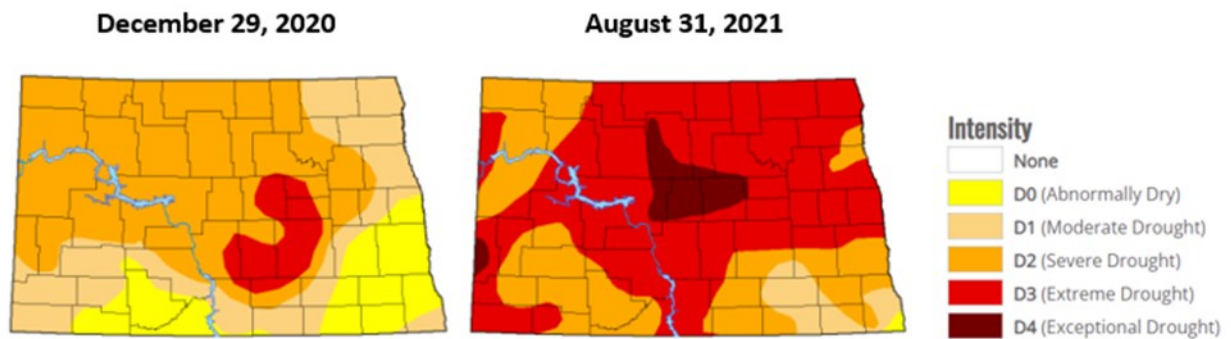 December 29, 2020
August 31, 2021
Intensity
None
D0 (Abnormally Dry)
D1 (Moderate Drought)
D2 (Severe Drought)
D3 (Extreme Drought)
D4 (Exceptional Drought)